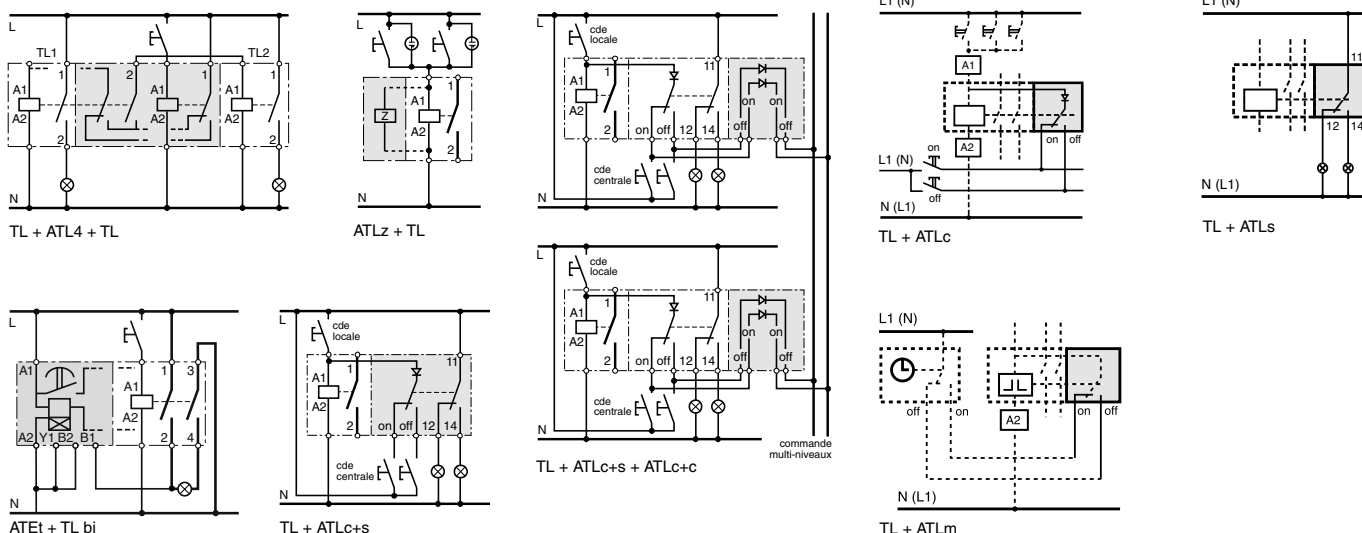 L
TL1
TL2
1
2
1
1
A1
A2
A1
A2
A1
A2
2
2
N
TL + ATL4 + TL
L
Z
A1
A2
1
2
N
ATLz + TL
L
cde
locale
1
11
A1
A2
2
on
off
12
14
on
on
off
off
cde
centrale
N
L
cde
locale
1
11
A1
A2
2
on
off
12
14
on
on
off
off
cde
centrale
N
commande
multi-niveaux
TL + ATLc+s + ATLc+c
L1 (N)
A1
A2
on
off
L1 (N)
on
off
N (L1)
TL + ATLc
L1 (N)
11
12
14
N (L1)
TL + ATLs
L
A1
A1
A2
1
3
A2
Y1
B2
B1
2
4
N
ATEt + TL bi
L
cde
locale
1
11
A1
A2
2
on
off
12
14
cde
centrale
N
TL + ATLc+s
L1 (N)
off
on
A2
on
off
N (L1)
TL + ATLm